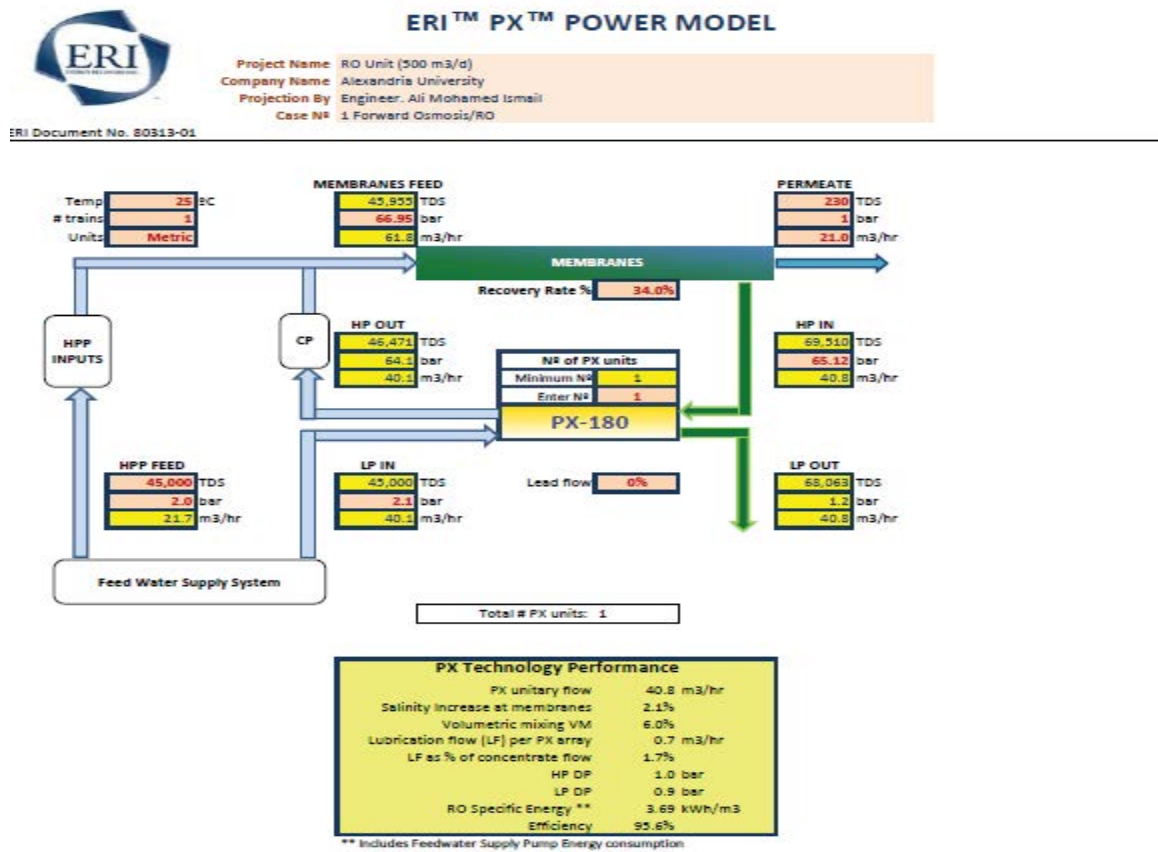 ERI™ PX™ POWER MODEL
ERI
Project Name RO Unit (500 m3/d)
Company Name Alexandria University
Projection By Engineer. Ali Mohamed Ismail
Case Nº 1 Forward Osmosis/RO
ERI Document No. 80313-01
Temp 25 ºC
# trains 1
Units Metric
MEMBRANES FEED
45,955 TDS
66.95 bar
61.8 m3/hr
PERMEATE
230 TDS
1 bar
21.0 m3/hr
MEMBRANES
Recovery Rate % 34.0%
HPP INPUTS
CP
HP OUT
46,471 TDS
64.1 bar
40.1 m3/hr
Nº of PX units
Minimum Nº 1
Enter Nº 1
PX-180
HP IN
69,510 TDS
65.12 bar
40.8 m3/hr
HPP FEED
45,000 TDS
2.0 bar
21.7 m3/hr
LP IN
45,000 TDS
2.1 bar
40.1 m3/hr
Lead flow 0%
LP OUT
68,063 TDS
1.2 bar
40.8 m3/hr
Feed Water Supply System
Total # PX units: 1
PX Technology Performance
PX unitary flow 40.8 m3/hr
Salinity Increase at membranes 2.1%
Volumetric mixing VM 6.0%
Lubrication flow (LF) per PX array 0.7 m3/hr
LF as % of concentrate flow 1.7%
HP DP 1.0 bar
LP DP 0.9 bar
RO Specific Energy ** 3.69 kWh/m3
Efficiency 95.6%
** Includes Feedwater Supply Pump Energy consumption